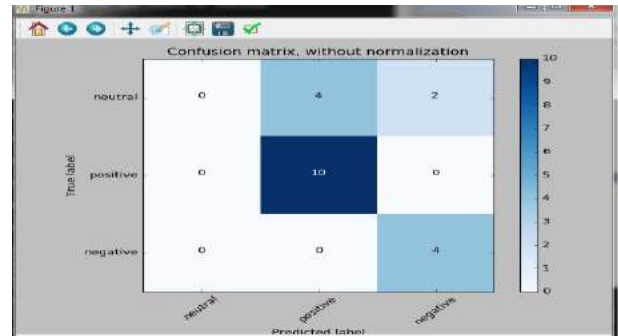 Figure 1
Confusion matrix, without normalization
neutral 0 4 2
positive 0 10 0
negative 0 0 4
neutral positive negative
True label
Predicted label
10
9
8
7
6
5
4
3
2
1
0